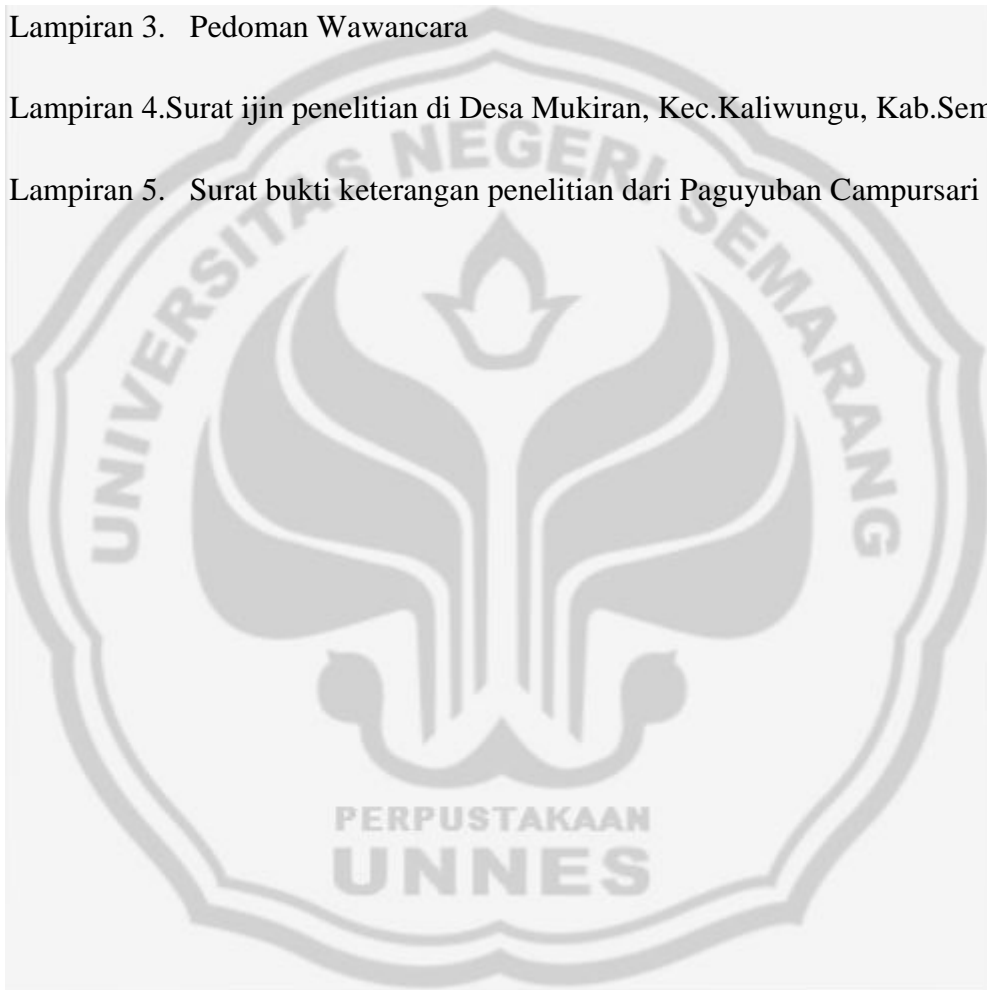 Lampiran 3.   Pedoman Wawancara
Lampiran 4.Surat ijin penelitian di Desa Mukiran, Kec.Kaliwungu, Kab.Sem
Lampiran 5.   Surat bukti keterangan penelitian dari Paguyuban Campursari
UNIVERSITAS NEGERI SEMARANG
PERPUSTAKAAN
UNNES